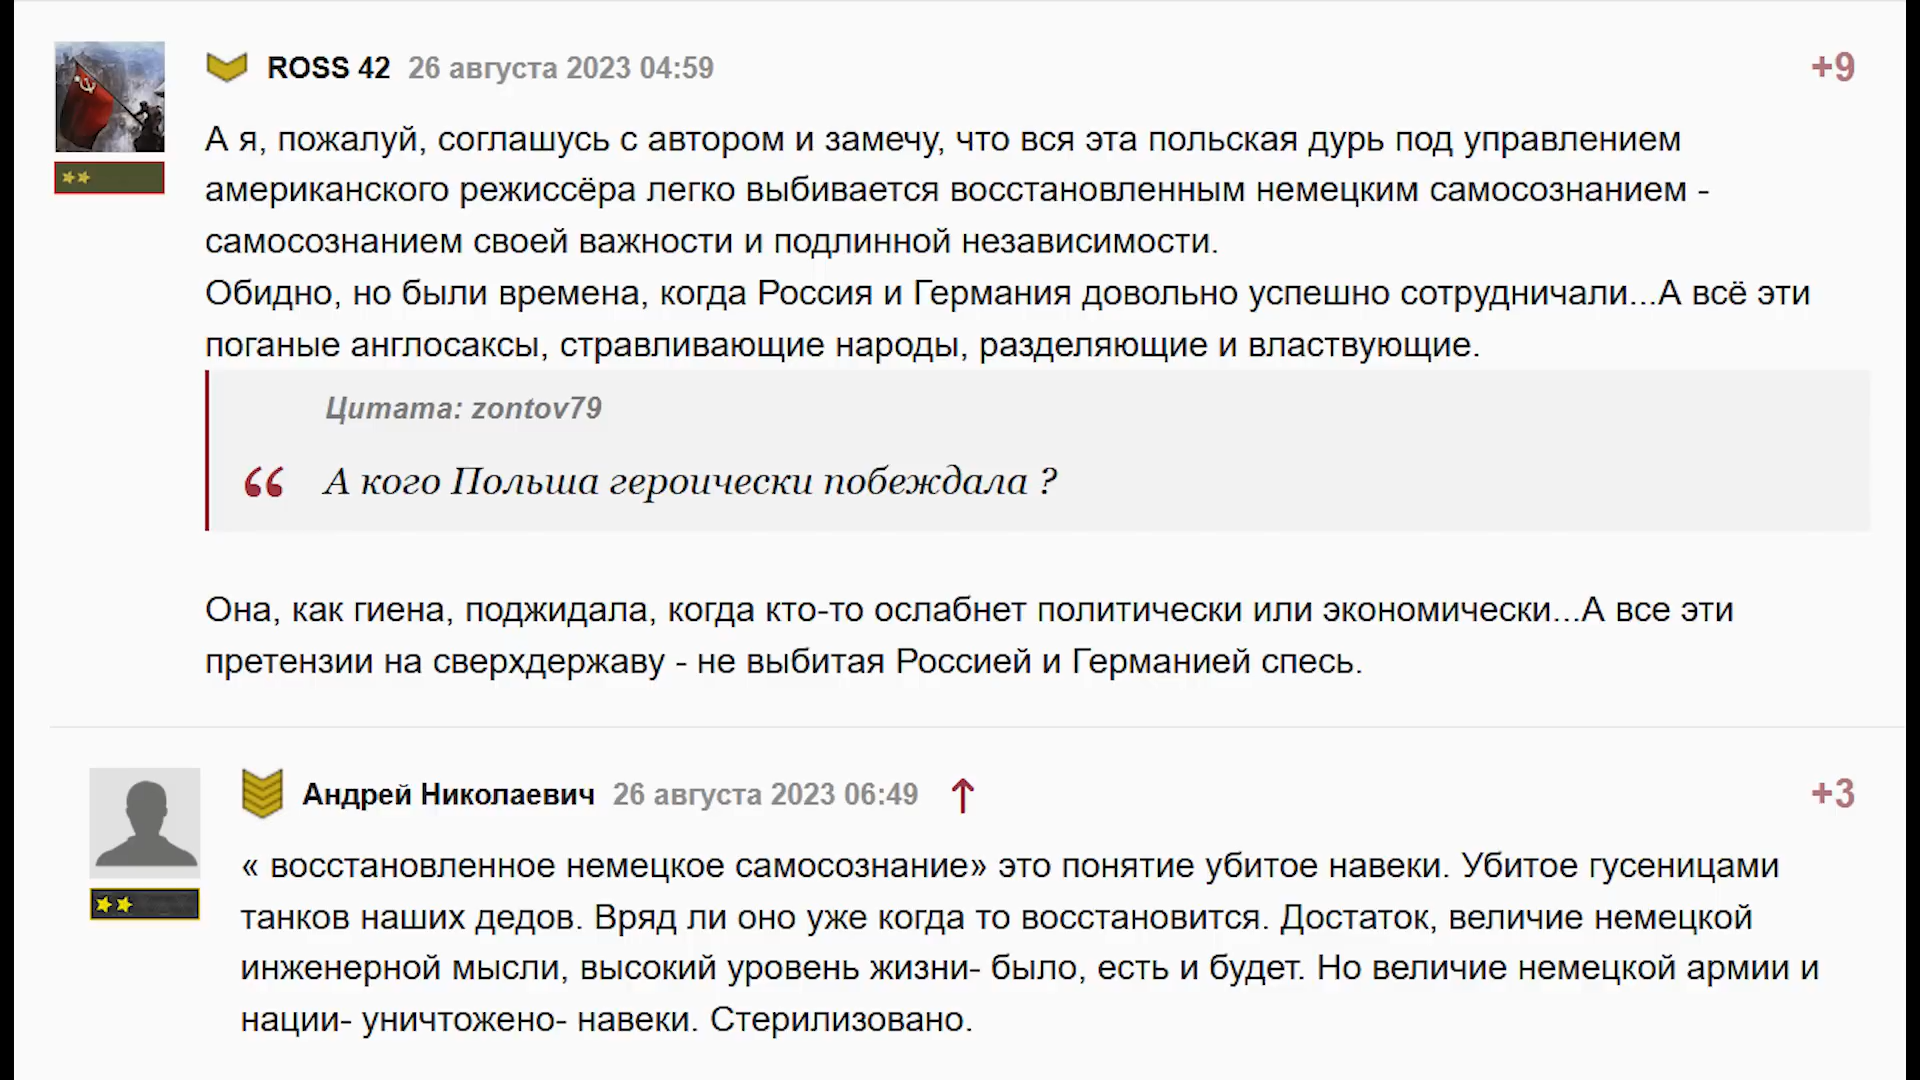 ROSS 42 26 августа 2023 04:59 +9
А я, пожалуй, соглашусь с автором и замечу, что вся эта польская дурь под управлением
американского режиссёра легко выбивается восстановленным немецким самосознанием -
самосознанием своей важности и подлинной независимости.
Обидно, но были времена, когда Россия и Германия довольно успешно сотрудничали...А всё эти
поганые англосаксы, стравливающие народы, разделяющие и властвующие.
Цитата: zontov79
“ А кого Польша героически побеждала ?
Она, как гиена, поджидала, когда кто-то ослабнет политически или экономически...А все эти
претензии на сверхдержаву - не выбитая Россией и Германией спесь.
Андрей Николаевич 26 августа 2023 06:49 ↑ +3
« восстановленное немецкое самосознание» это понятие убитое навеки. Убитое гусеницами
танков наших дедов. Вряд ли оно уже когда то восстановится. Достаток, величие немецкой
инженерной мысли, высокий уровень жизни- было, есть и будет. Но величие немецкой армии и
нации- уничтожено- навеки. Стерилизовано.